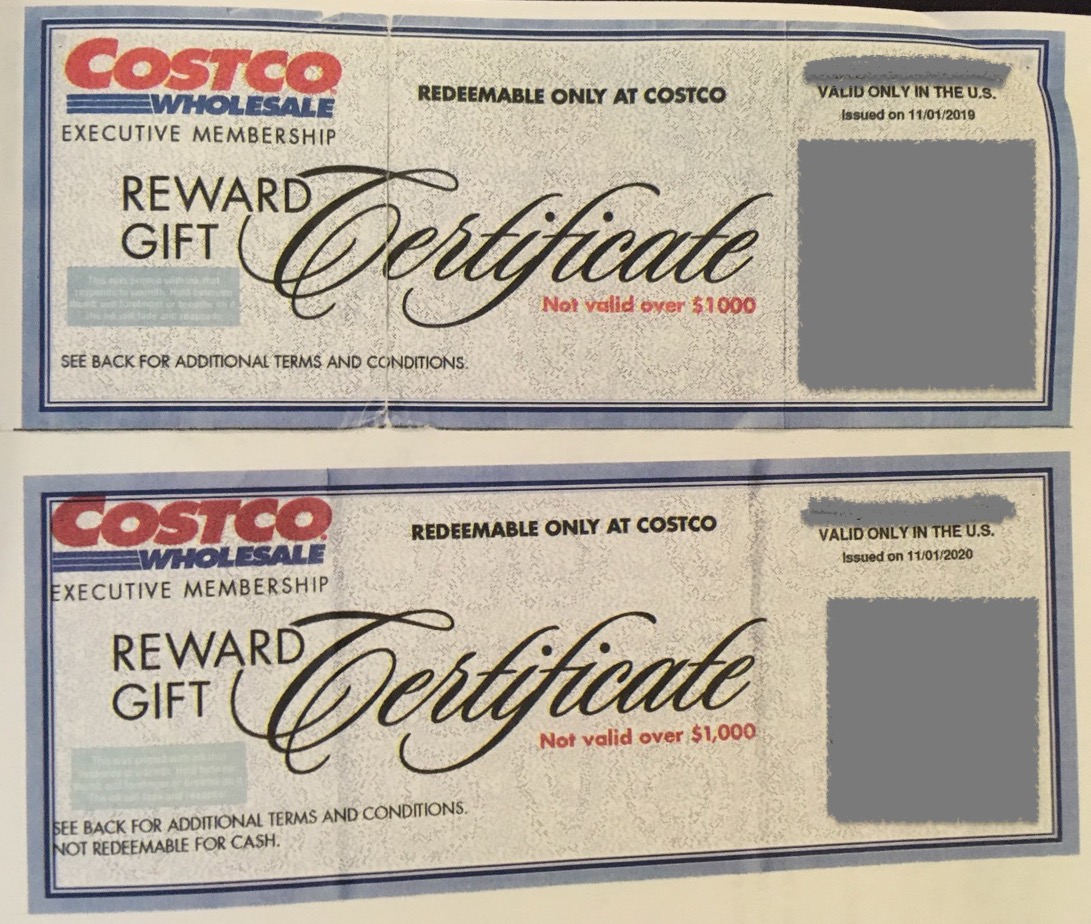 COSTCO
WHOLESALE
EXECUTIVE MEMBERSHIP
REDEEMABLE ONLY AT COSTCO
VALID ONLY IN THE U.S.
Issued on 11/01/2019
REWARD
GIFT
Certificate
Not valid over $1000
SEE BACK FOR ADDITIONAL TERMS AND CONDITIONS.
COSTCO
WHOLESALE
EXECUTIVE MEMBERSHIP
REDEEMABLE ONLY AT COSTCO
VALID ONLY IN THE U.S.
Issued on 11/01/2020
REWARD
GIFT
Certificate
Not valid over $1,000
SEE BACK FOR ADDITIONAL TERMS AND CONDITIONS.
NOT REDEEMABLE FOR CASH.